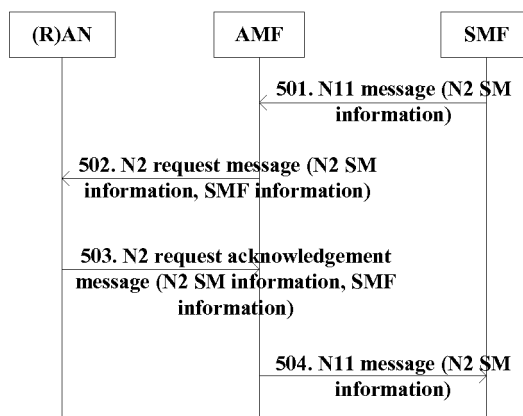 (R)AN
AMF
SMF
501. N11 message (N2 SM
information)
502. N2 request message (N2 SM
information, SMF information)
503. N2 request acknowledgement
message (N2 SM information, SMF
information)
504. N11 message (N2 SM
information)